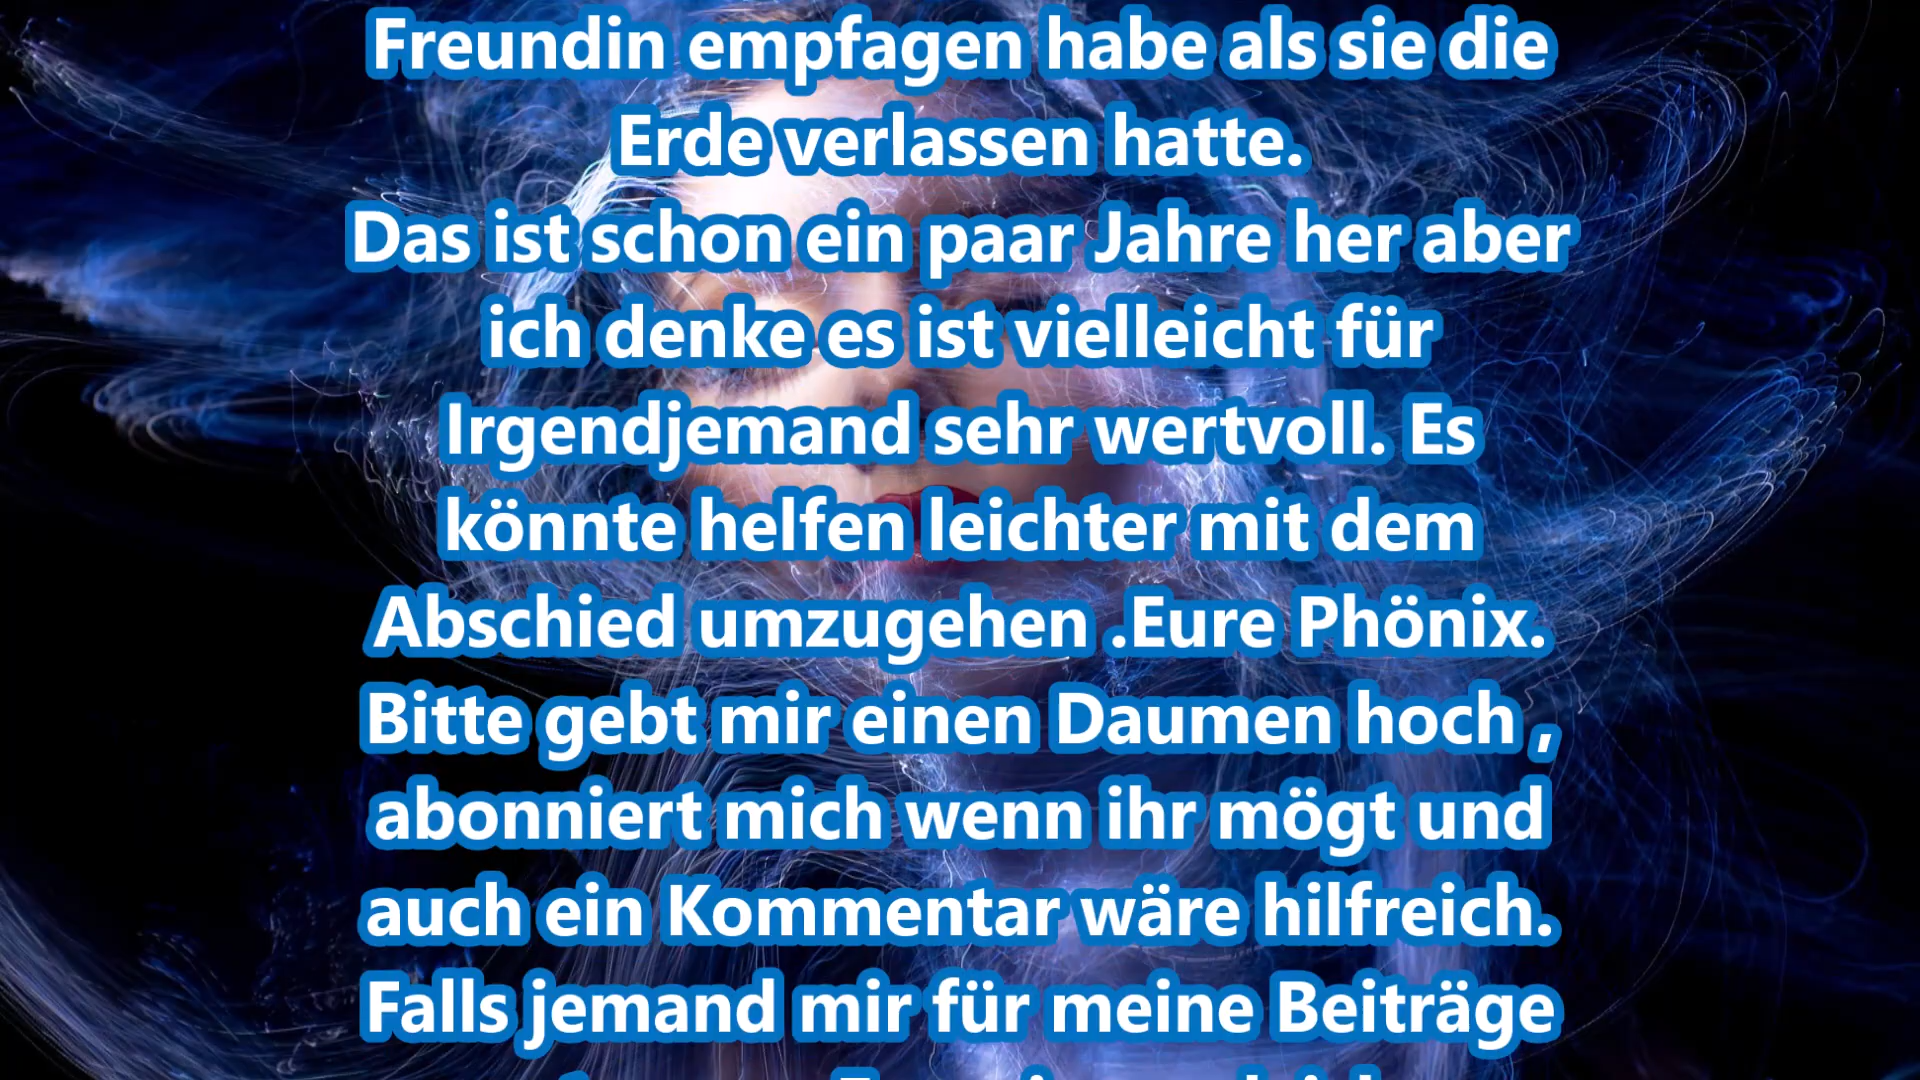 Freundin empfagen habe als sie die
Erde verlassen hatte.
Das ist schon ein paar Jahre her aber
ich denke es ist vielleicht für
Irgendjemand sehr wertvoll. Es
könnte helfen leichter mit dem
Abschied umzugehen .Eure Phönix.
Bitte gebt mir einen Daumen hoch ,
abonniert mich wenn ihr mögt und
auch ein Kommentar wäre hilfreich.
Falls jemand mir für meine Beiträge